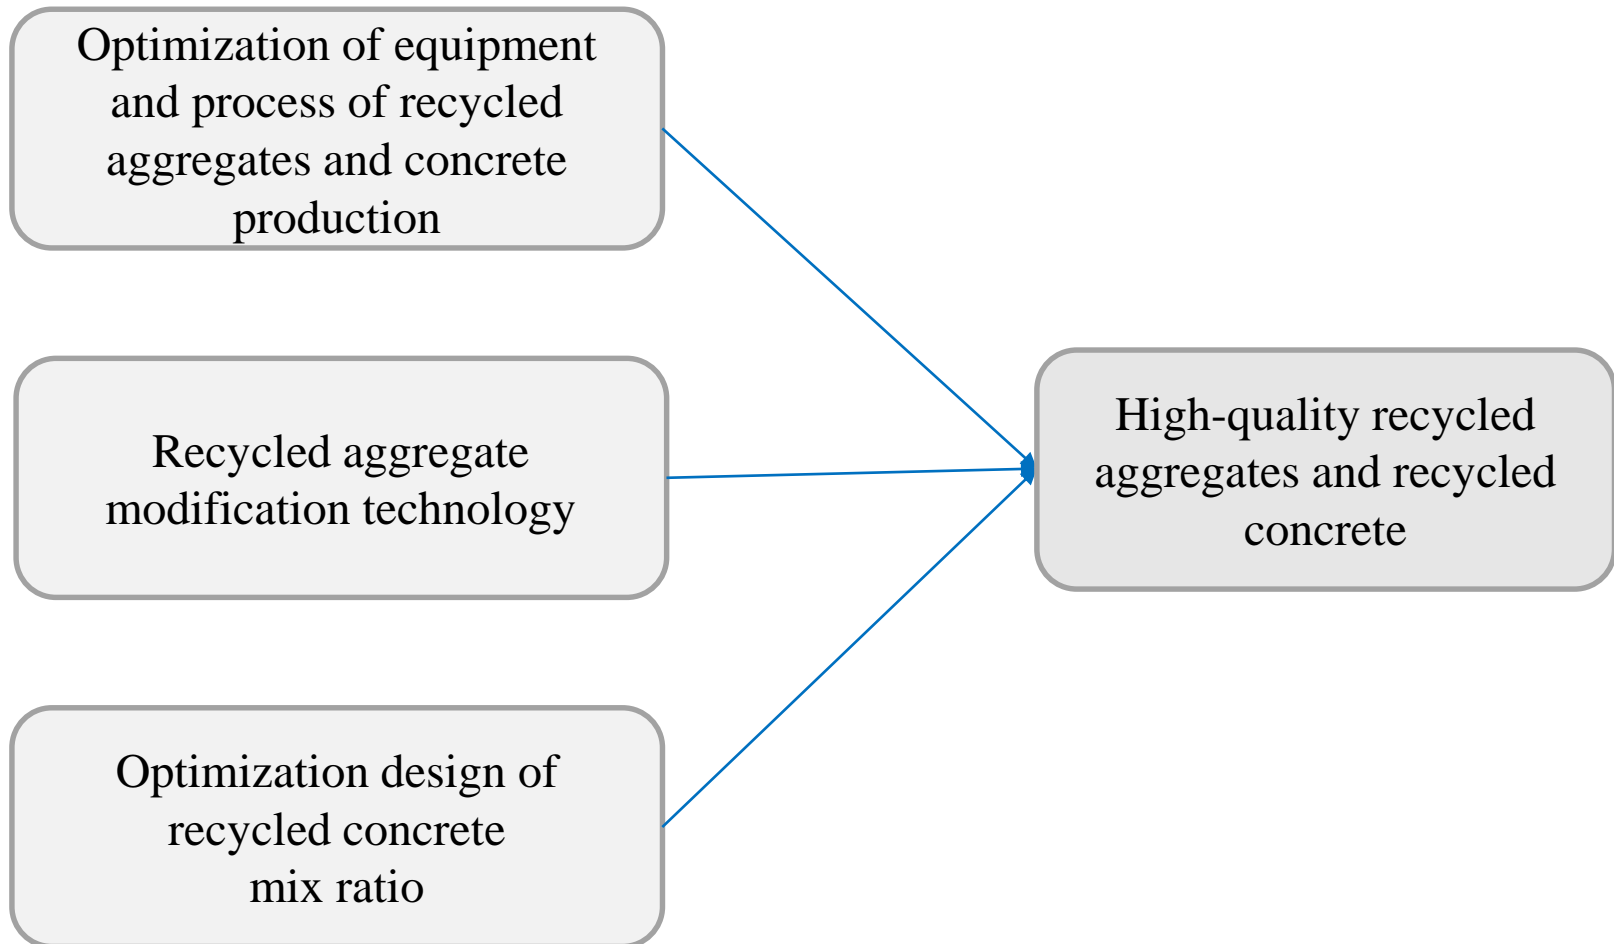 Optimization of equipment
and process of recycled
aggregates and concrete
production
Recycled aggregate
modification technology
Optimization design of
recycled concrete
mix ratio
High-quality recycled
aggregates and recycled
concrete